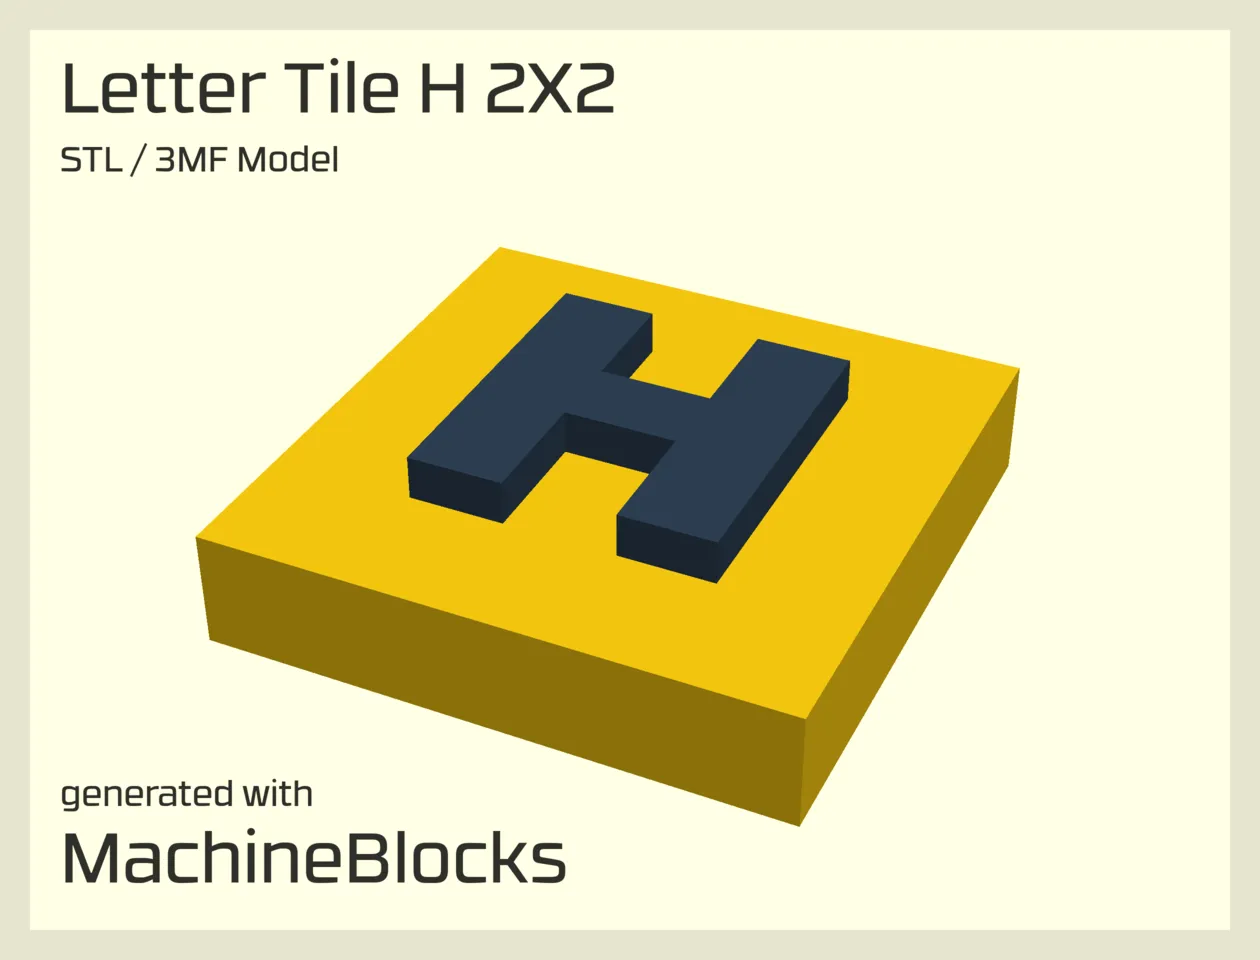 Letter Tile H 2X2
STL / 3MF Model
H
generated with
MachineBlocks